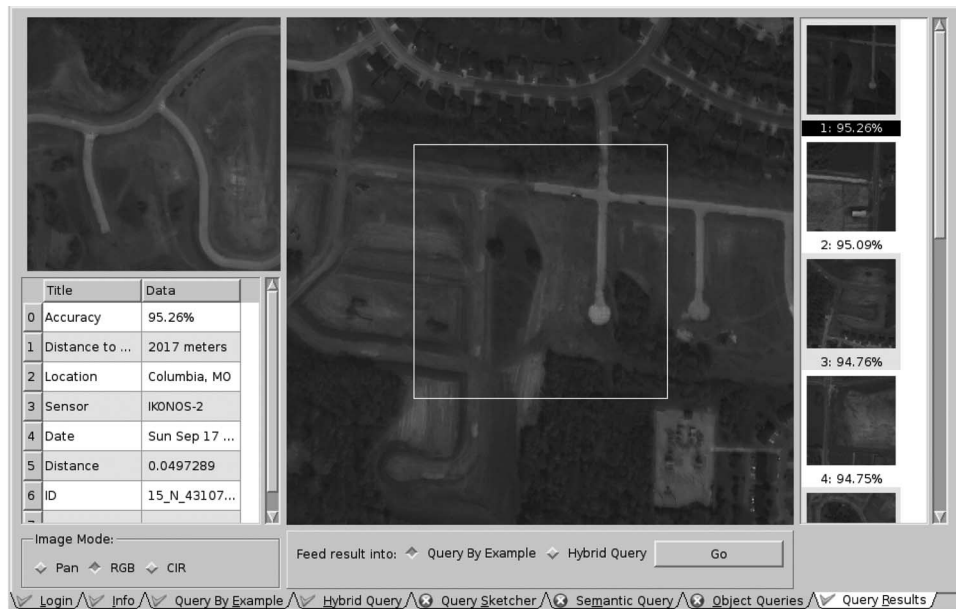 Title Data
0 Accuracy 95.26%
1 Distance to ... 2017 meters
2 Location Columbia, MO
3 Sensor IKONOS-2
4 Date Sun Sep 17 ...
5 Distance 0.0497289
6 ID 15_N_43107...
1: 95.26%
2: 95.09%
3: 94.76%
4: 94.75%
Image Mode:
Pan RGB CIR
Feed result into: Query By Example Hybrid Query Go
Login Info Query By Example Hybrid Query Query Sketcher Semantic Query Object Queries Query Results